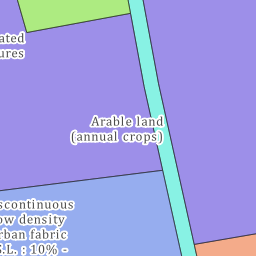 ated
ures
Arable land
(annual crops)
scontinuous
ow density
rban fabric
S.L. : 10% -